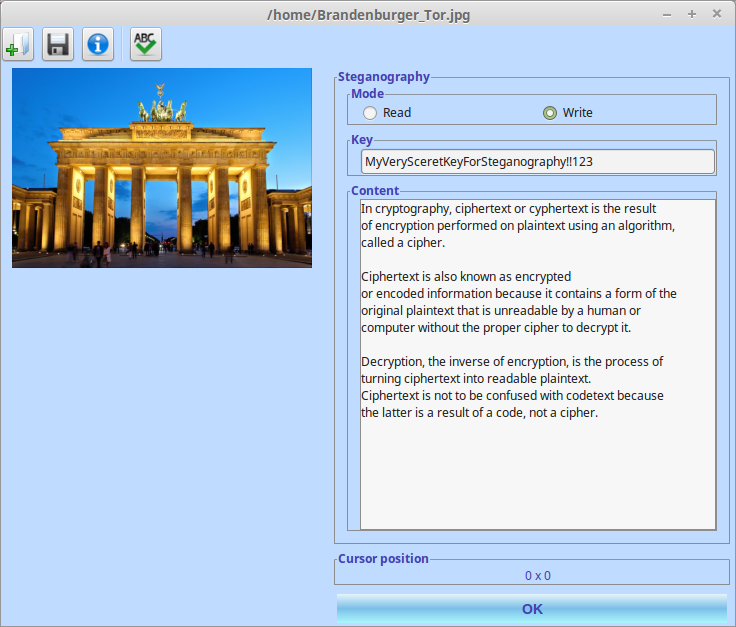 /home/Brandenburger_Tor.jpg
ABC
Steganography
Mode
Read
Write
Key
MyVerySceretKeyForSteganography!!123
Content
In cryptography, ciphertext or cyphertext is the result
of encryption performed on plaintext using an algorithm,
called a cipher.
Ciphertext is also known as encrypted
or encoded information because it contains a form of the
original plaintext that is unreadable by a human or
computer without the proper cipher to decrypt it.
Decryption, the inverse of encryption, is the process of
turning ciphertext into readable plaintext.
Ciphertext is not to be confused with codetext because
the latter is a result of a code, not a cipher.
Cursor position
0 x 0
OK